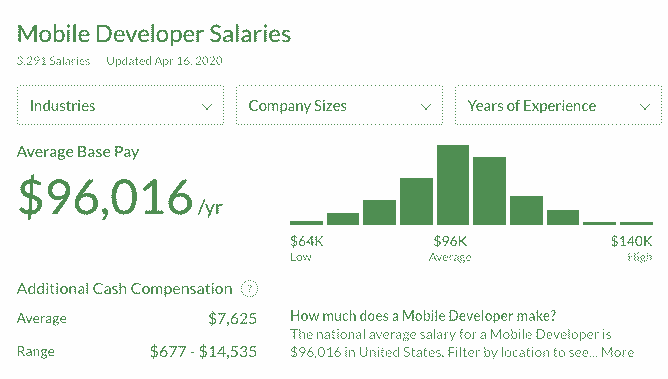 Mobile Developer Salaries
3,291 Salaries Updated Apr 16, 2020
Industries Company Sizes Years of Experience
Average Base Pay
$96,016 /yr
$64K $96K $140K
Low Average High
Additional Cash Compensation ?
Average $7,625
Range $677 - $14,535
How much does a Mobile Developer make?
The national average salary for a Mobile Developer is
$96,016 in United States. Filter by location to see... More